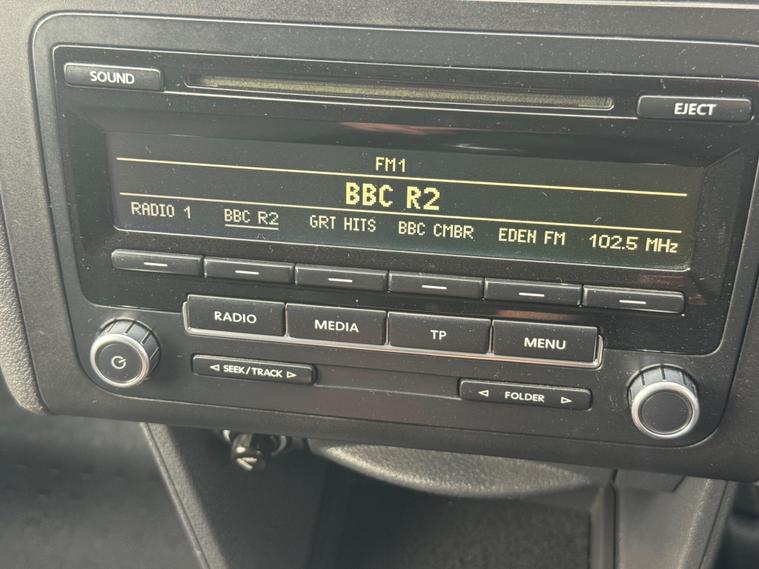 SOUND
EJECT
FM1
BBC R2
RADIO 1 BBC R2 GRT HITS BBC CMBR EDEN FM 102.5 MHz
RADIO MEDIA TP MENU
SEEK/TRACK FOLDER